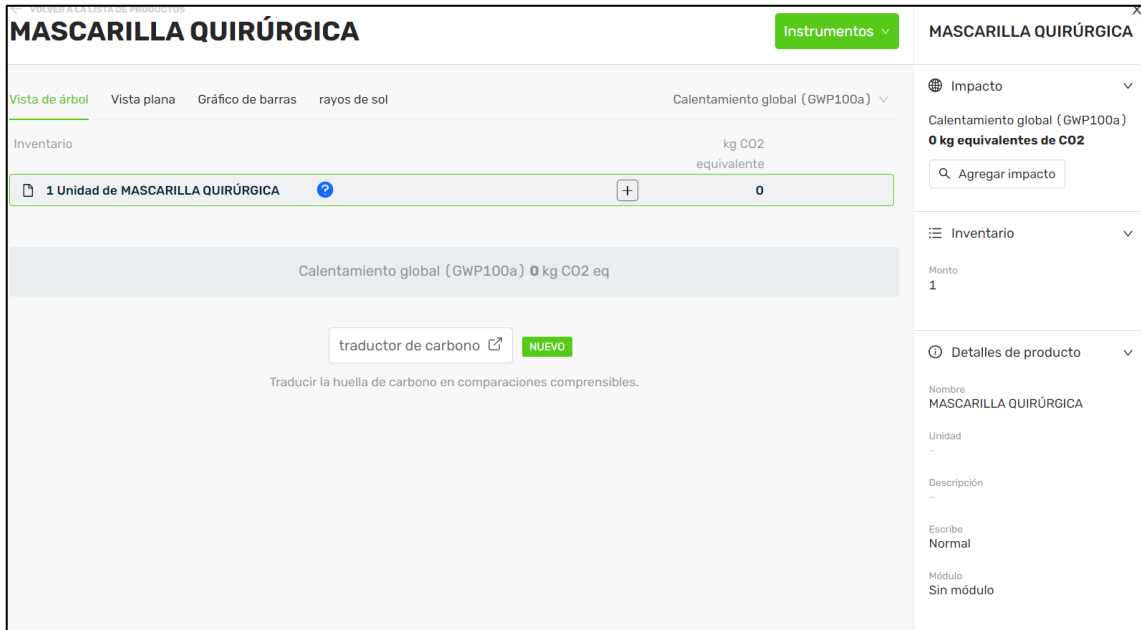 VOLVER A LA LISTA DE PRODUCTOS
MASCARILLA QUIRÚRGICA
Instrumentos
Vista de árbol Vista plana Gráfico de barras rayos de sol Calentamiento global (GWP100a)
Inventario kg CO2
equivalente
1 Unidad de MASCARILLA QUIRÚRGICA ? + 0
Calentamiento global (GWP100a) 0 kg CO2 eq
traductor de carbono NUEVO
Traducir la huella de carbono en comparaciones comprensibles.
MASCARILLA QUIRÚRGICA
Impacto
Calentamiento global (GWP100a)
0 kg equivalentes de CO2
Agregar impacto
Inventario
Monto
1
Detalles de producto
Nombre
MASCARILLA QUIRÚRGICA
Unidad
-
Descripción
-
Escribe
Normal
Módulo
Sin módulo